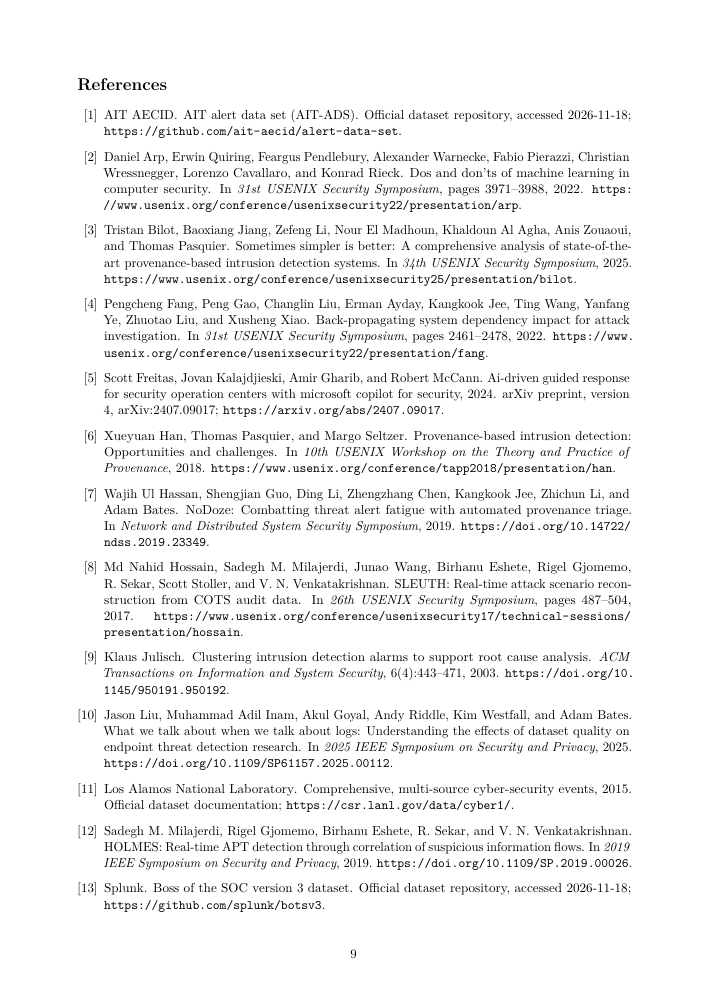 References
[1] AIT AECID. AIT alert data set (AIT-ADS). Official dataset repository, accessed 2026-11-18;
https://github.com/ait-aecid/alert-data-set.
[2] Daniel Arp, Erwin Quiring, Feargus Pendlebury, Alexander Warnecke, Fabio Pierazzi, Christian
Wressnegger, Lorenzo Cavallaro, and Konrad Rieck. Dos and don'ts of machine learning in
computer security. In 31st USENIX Security Symposium, pages 3971–3988, 2022. https:
//www.usenix.org/conference/usenixsecurity22/presentation/arp.
[3] Tristan Bilot, Baoxiang Jiang, Zefeng Li, Nour El Madhoun, Khaldoun Al Agha, Anis Zouaoui,
and Thomas Pasquier. Sometimes simpler is better: A comprehensive analysis of state-of-the-
art provenance-based intrusion detection systems. In 34th USENIX Security Symposium, 2025.
https://www.usenix.org/conference/usenixsecurity25/presentation/bilot.
[4] Pengcheng Fang, Peng Gao, Changlin Liu, Erman Ayday, Kangkook Jee, Ting Wang, Yanfang
Ye, Zhuotao Liu, and Xusheng Xiao. Back-propagating system dependency impact for attack
investigation. In 31st USENIX Security Symposium, pages 2461–2478, 2022. https://www.
usenix.org/conference/usenixsecurity22/presentation/fang.
[5] Scott Freitas, Jovan Kalajdjieski, Amir Gharib, and Robert McCann. Ai-driven guided response
for security operation centers with microsoft copilot for security, 2024. arXiv preprint, version
4, arXiv:2407.09017; https://arxiv.org/abs/2407.09017.
[6] Xueyuan Han, Thomas Pasquier, and Margo Seltzer. Provenance-based intrusion detection:
Opportunities and challenges. In 10th USENIX Workshop on the Theory and Practice of
Provenance, 2018. https://www.usenix.org/conference/tapp2018/presentation/han.
[7] Wajih Ul Hassan, Shengjian Guo, Ding Li, Zhengzhang Chen, Kangkook Jee, Zhichun Li, and
Adam Bates. NoDoze: Combatting threat alert fatigue with automated provenance triage.
In Network and Distributed System Security Symposium, 2019. https://doi.org/10.14722/
ndss.2019.23349.
[8] Md Nahid Hossain, Sadegh M. Milajerdi, Junao Wang, Birhanu Eshete, Rigel Gjomemo,
R. Sekar, Scott Stoller, and V. N. Venkatakrishnan. SLEUTH: Real-time attack scenario recon-
struction from COTS audit data. In 26th USENIX Security Symposium, pages 487–504,
2017. https://www.usenix.org/conference/usenixsecurity17/technical-sessions/
presentation/hossain.
[9] Klaus Julisch. Clustering intrusion detection alarms to support root cause analysis. ACM
Transactions on Information and System Security, 6(4):443–471, 2003. https://doi.org/10.
1145/950191.950192.
[10] Jason Liu, Muhammad Adil Inam, Akul Goyal, Andy Riddle, Kim Westfall, and Adam Bates.
What we talk about when we talk about logs: Understanding the effects of dataset quality on
endpoint threat detection research. In 2025 IEEE Symposium on Security and Privacy, 2025.
https://doi.org/10.1109/SP61157.2025.00112.
[11] Los Alamos National Laboratory. Comprehensive, multi-source cyber-security events, 2015.
Official dataset documentation; https://csr.lanl.gov/data/cyber1/.
[12] Sadegh M. Milajerdi, Rigel Gjomemo, Birhanu Eshete, R. Sekar, and V. N. Venkatakrishnan.
HOLMES: Real-time APT detection through correlation of suspicious information flows. In 2019
IEEE Symposium on Security and Privacy, 2019. https://doi.org/10.1109/SP.2019.00026.
[13] Splunk. Boss of the SOC version 3 dataset. Official dataset repository, accessed 2026-11-18;
https://github.com/splunk/botsv3.
9